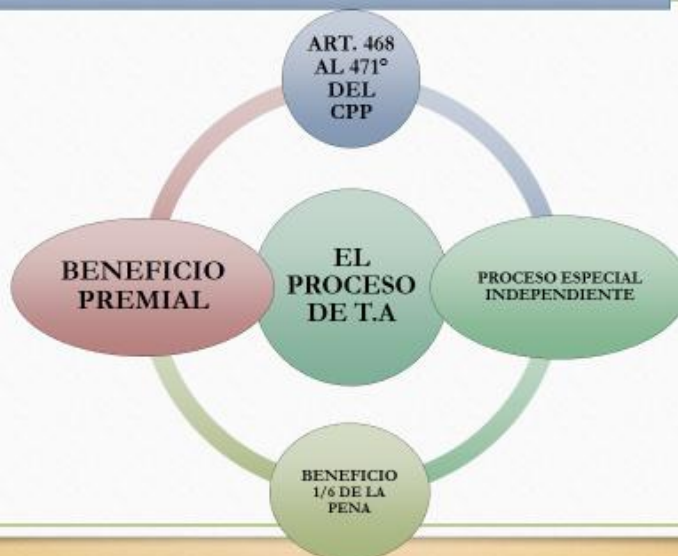 ART. 468
AL 471°
DEL
CPP
BENEFICIO
PREMIAL
EL
PROCESO
DE T.A
PROCESO ESPECIAL
INDEPENDIENTE
BENEFICIO
1/6 DE LA
PENA